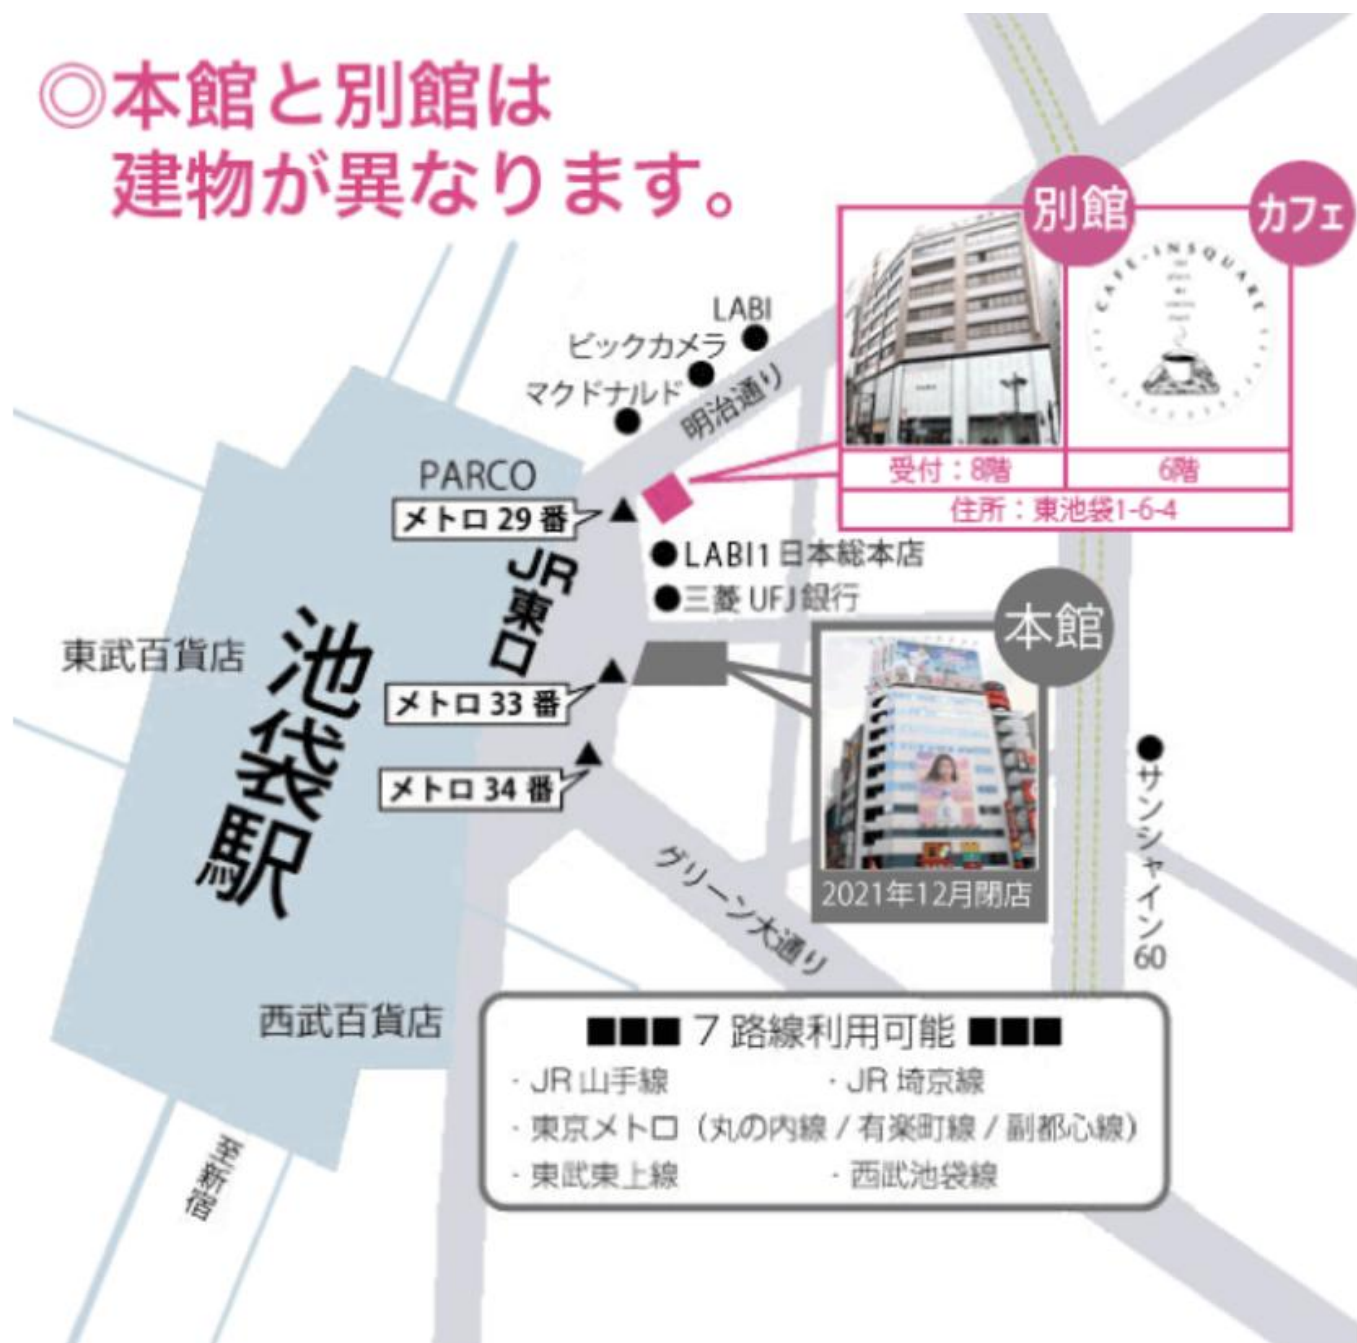 ◎本館と別館は
建物が異なります。
別館
カフェ
CAFE-INSQUARE
LABI
ビックカメラ
マクドナルド
明治通り
受付：8階
6階
住所：東池袋1-6-4
PARCO
メトロ 29 番
JR東口
●LABI1 日本総本店
●三菱 UFJ 銀行
本館
東武百貨店
池袋駅
メトロ 33 番
メトロ 34 番
2021年12月閉店
グリーン大通り
●サンシャイン60
西武百貨店
至新宿
■■■ 7 路線利用可能 ■■■
· JR 山手線
· JR 埼京線
· 東京メトロ（丸の内線 / 有楽町線 / 副都心線）
· 東武東上線
· 西武池袋線